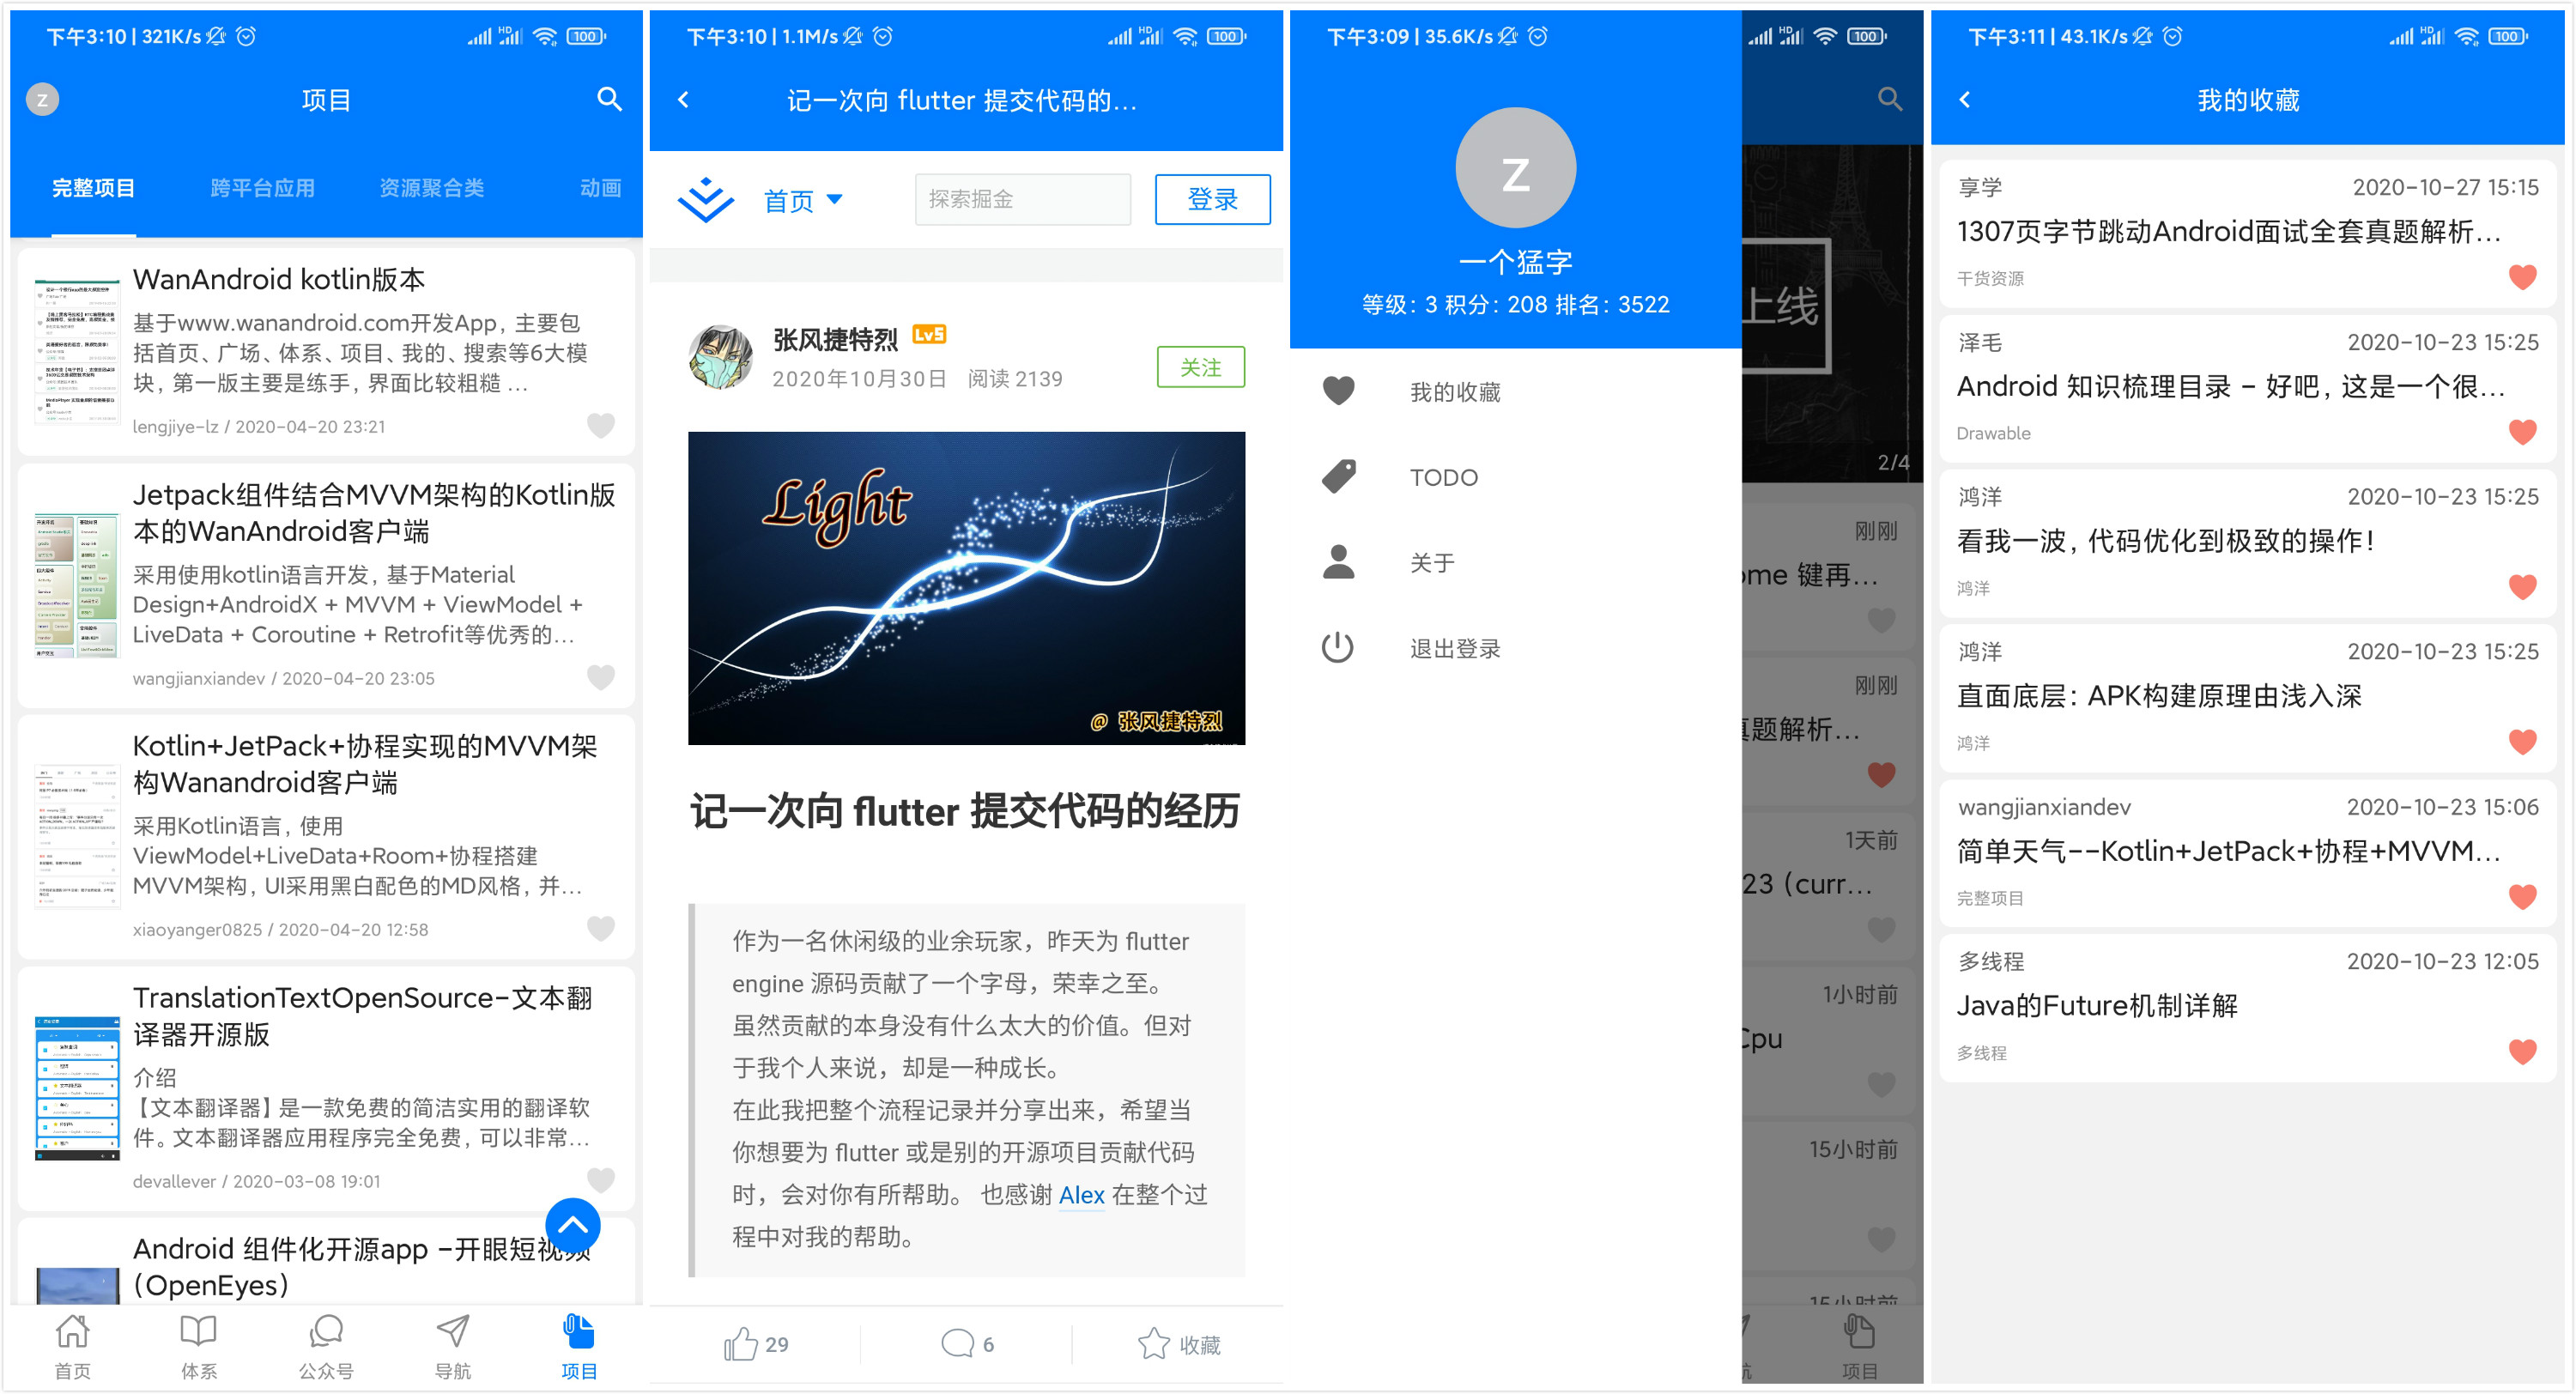 下午3:10 | 321K/s
HD
100
Z
项目
完整项目
跨平台应用
资源聚合类
动画
WanAndroid kotlin版本
基于www.wanandroid.com开发App，主要包
括首页、广场、体系、项目、我的、搜索等6大模
块，第一版主要是练手，界面比较粗糙 ...
lengjiye-lz / 2020-04-20 23:21
Jetpack组件结合MVVM架构的Kotlin版
本的WanAndroid客户端
采用使用kotlin语言开发，基于Material
Design+AndroidX + MVVM + ViewModel +
LiveData + Coroutine + Retrofit等优秀的...
wangjianxiandev / 2020-04-20 23:05
Kotlin+JetPack+协程实现的MVVM架
构Wanandroid客户端
采用Kotlin语言，使用
ViewModel+LiveData+Room+协程搭建
MVVM架构，UI采用黑白配色的MD风格，并...
xiaoyanger0825 / 2020-04-20 12:58
TranslationTextOpenSource-文本翻
译器开源版
介绍
【文本翻译器】是一款免费的简洁实用的翻译软
件。文本翻译器应用程序完全免费，可以非常...
devallever / 2020-03-08 19:01
Android 组件化开源app -开眼短视频
（OpenEyes）
首页
体系
公众号
导航
项目
下午3:10 | 1.1M/s
HD
100
记一次向 flutter 提交代码的...
首页
探索掘金
登录
张风捷特烈 Lv5
2020年10月30日 阅读 2139
关注
Light
@ 张风捷特烈
记一次向 flutter 提交代码的经历
作为一名休闲级的业余玩家，昨天为 flutter
engine 源码贡献了一个字母，荣幸之至。
虽然贡献的本身没有什么太大的价值。但对
于我个人来说，却是一种成长。
在此我把整个流程记录并分享出来，希望当
你想要为 flutter 或是别的开源项目贡献代码
时，会对你有所帮助。 也感谢 Alex 在整个过
程中对我的帮助。
29
6
收藏
下午3:09 | 35.6K/s
HD
100
Z
一个猛字
等级：3 积分：208 排名：3522
我的收藏
TODO
关于
退出登录
上线
2/4
刚刚
ome 键再...
刚刚
真题解析...
1天前
23（curr...
1小时前
Cpu
15小时前
15小时前
航
项目
下午3:11 | 43.1K/s
HD
100
我的收藏
享学
2020-10-27 15:15
1307页字节跳动Android面试全套真题解析...
干货资源
泽毛
2020-10-23 15:25
Android 知识梳理目录 - 好吧，这是一个很...
Drawable
鸿洋
2020-10-23 15:25
看我一波，代码优化到极致的操作！
鸿洋
鸿洋
2020-10-23 15:25
直面底层：APK构建原理由浅入深
鸿洋
wangjianxiandev
2020-10-23 15:06
简单天气--Kotlin+JetPack+协程+MVVM...
完整项目
多线程
2020-10-23 12:05
Java的Future机制详解
多线程